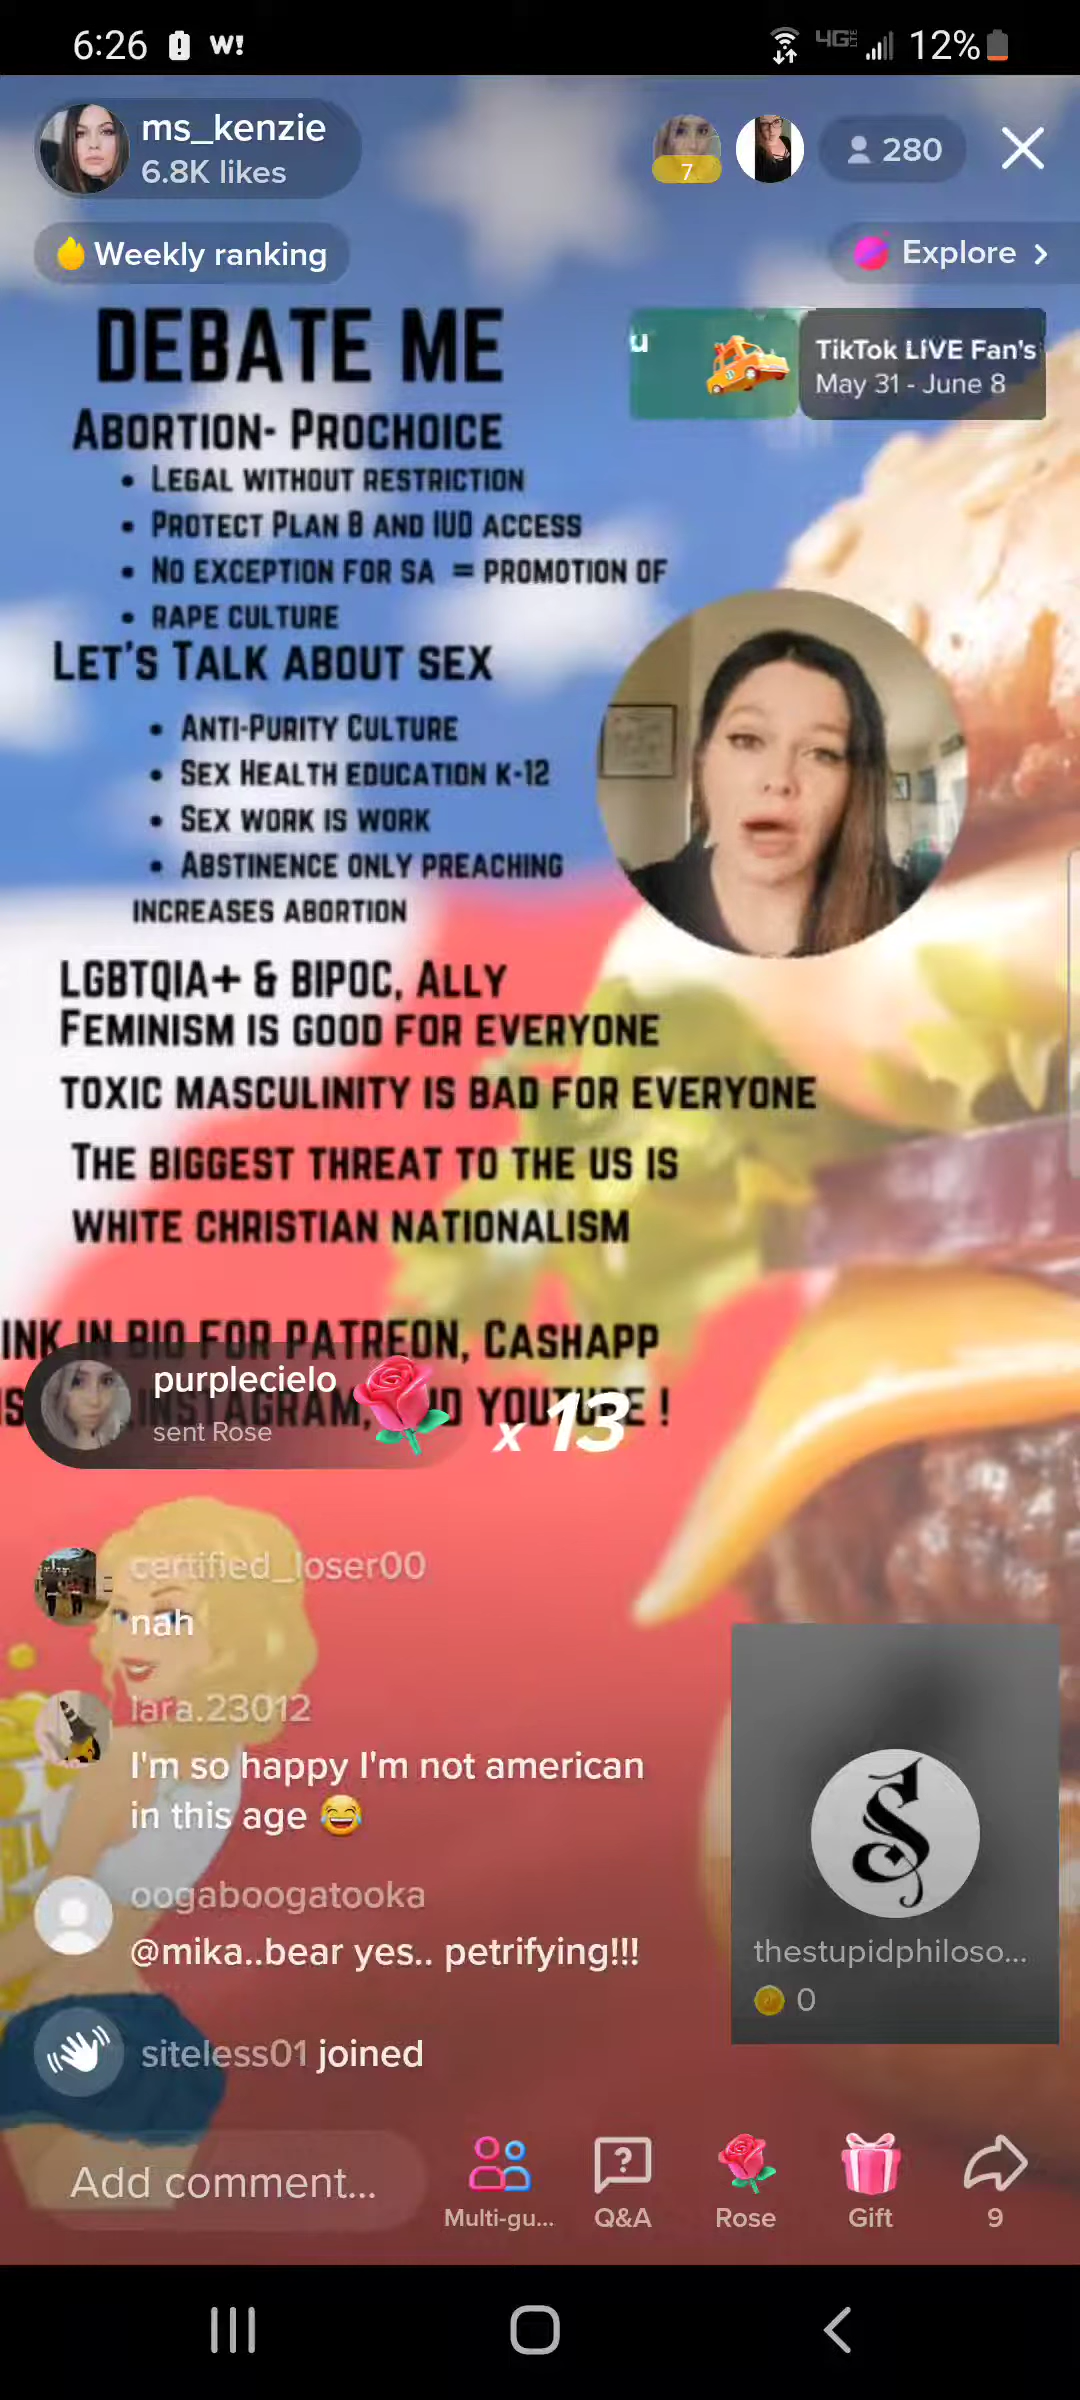 6:26 W! 4G LTE 12%
ms_kenzie
6.8K likes
7
280
Weekly ranking
Explore >
DEBATE ME
u
TikTok LIVE Fan's
May 31 - June 8
ABORTION- PROCHOICE
• LEGAL WITHOUT RESTRICTION
• PROTECT PLAN B AND IUD ACCESS
• NO EXCEPTION FOR SA = PROMOTION OF
• RAPE CULTURE
LET'S TALK ABOUT SEX
• ANTI-PURITY CULTURE
• SEX HEALTH EDUCATION K-12
• SEX WORK IS WORK
• ABSTINENCE ONLY PREACHING
INCREASES ABORTION
LGBTQIA+ & BIPOC, ALLY
FEMINISM IS GOOD FOR EVERYONE
TOXIC MASCULINITY IS BAD FOR EVERYONE
THE BIGGEST THREAT TO THE US IS
WHITE CHRISTIAN NATIONALISM
INK IN BIO FOR PATREON, CASHAPP
INSTAGRAM, YOUTUBE !
purplecielo
sent Rose
x 13
certified_loser00
nah
lara.23012
I'm so happy I'm not american
in this age 😂
oogaboogatooka
@mika..bear yes.. petrifying!!!
siteless01 joined
S
thestupidphiloso...
0
Add comment...
Multi-gu...
Q&A
Rose
Gift
9